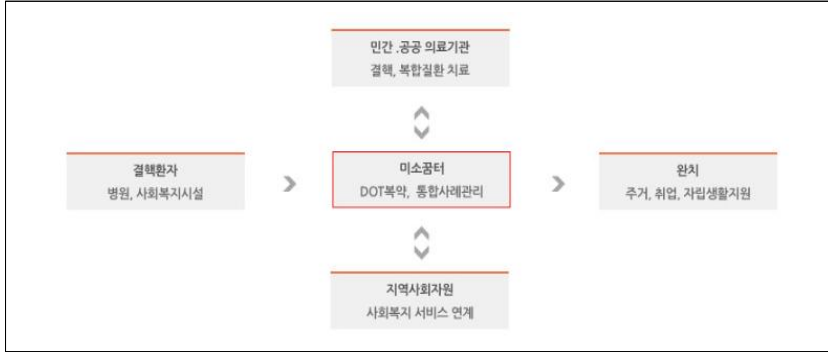 민간 .공공 의료기관
결핵, 복합질환 치료
결핵환자
병원, 사회복지시설
미소꿈터
DOT복약, 통합사례관리
완치
주거, 취업, 자립생활지원
지역사회자원
사회복지 서비스 연계